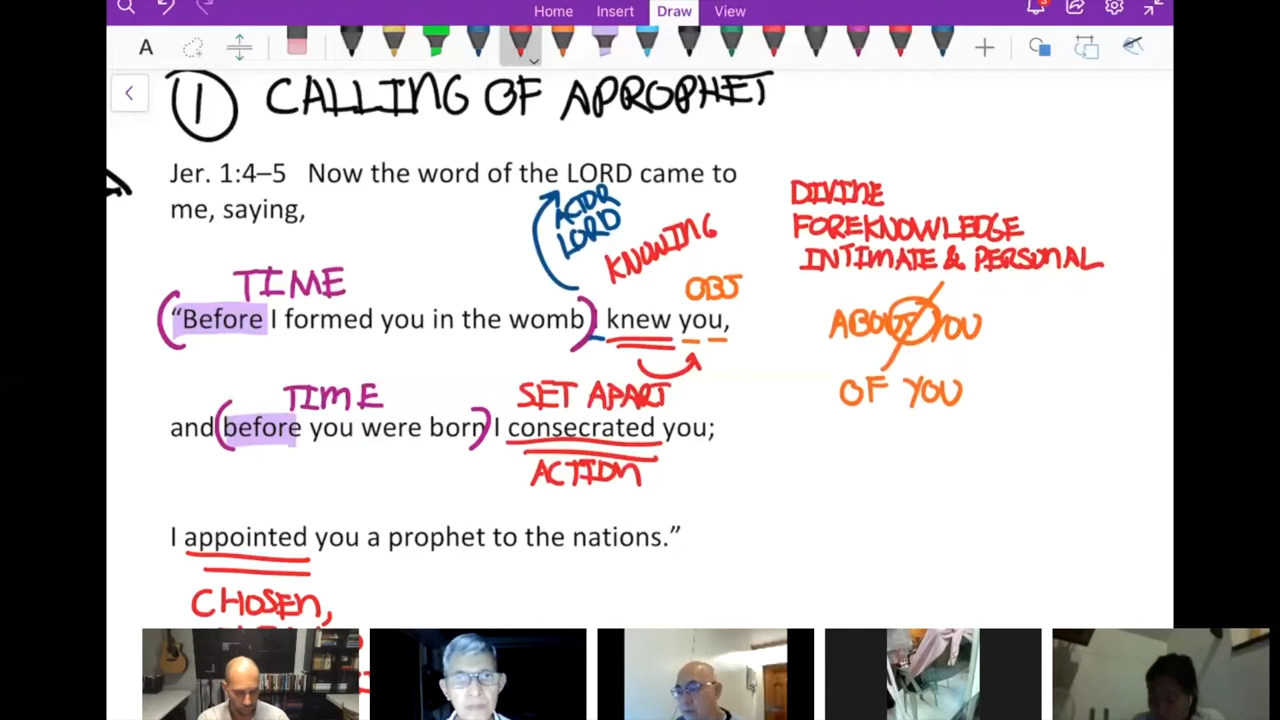 Home Insert Draw View
3
A
① CALLING OF A PROPHET
Jer. 1:4–5 Now the word of the LORD came to
me, saying,
ACTOR
LORD
KNOWING
DIVINE
FOREKNOWLEDGE
INTIMATE & PERSONAL
TIME
OBJ
“Before I formed you in the womb I knew you,
ABOUT YOU
OF YOU
TIME
SET APART
and before you were born I consecrated you;
ACTION
I appointed you a prophet to the nations.”
CHOSEN,